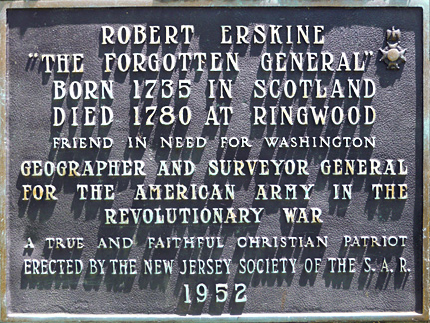 ROBERT ERSKINE
"THE FORGOTTEN GENERAL"
BORN 1735 IN SCOTLAND
DIED 1780 AT RINGWOOD
FRIEND IN NEED FOR WASHINGTON
GEOGRAPHER AND SURVEYOR GENERAL
FOR THE AMERICAN ARMY IN THE
REVOLUTIONARY WAR
A TRUE AND FAITHFUL CHRISTIAN PATRIOT
ERECTED BY THE NEW JERSEY SOCIETY OF THE S. A. R.
1952